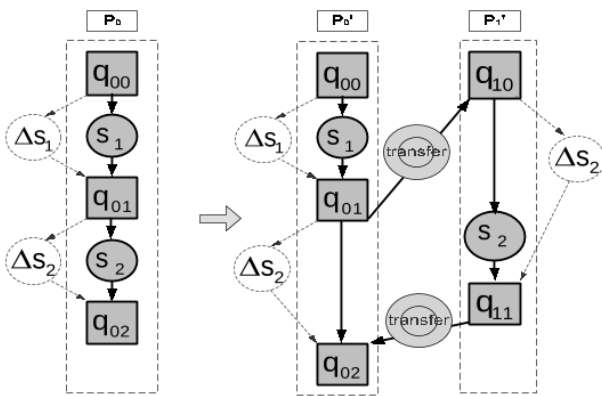 P₀
P₀'
P₁'
q₀₀
q₀₀
q₁₀
Δs₁
s₁
Δs₁
s₁
transfer
Δs₂
q₀₁
q₀₁
Δs₂
s₂
Δs₂
s₂
q₀₂
transfer
q₁₁
q₀₂